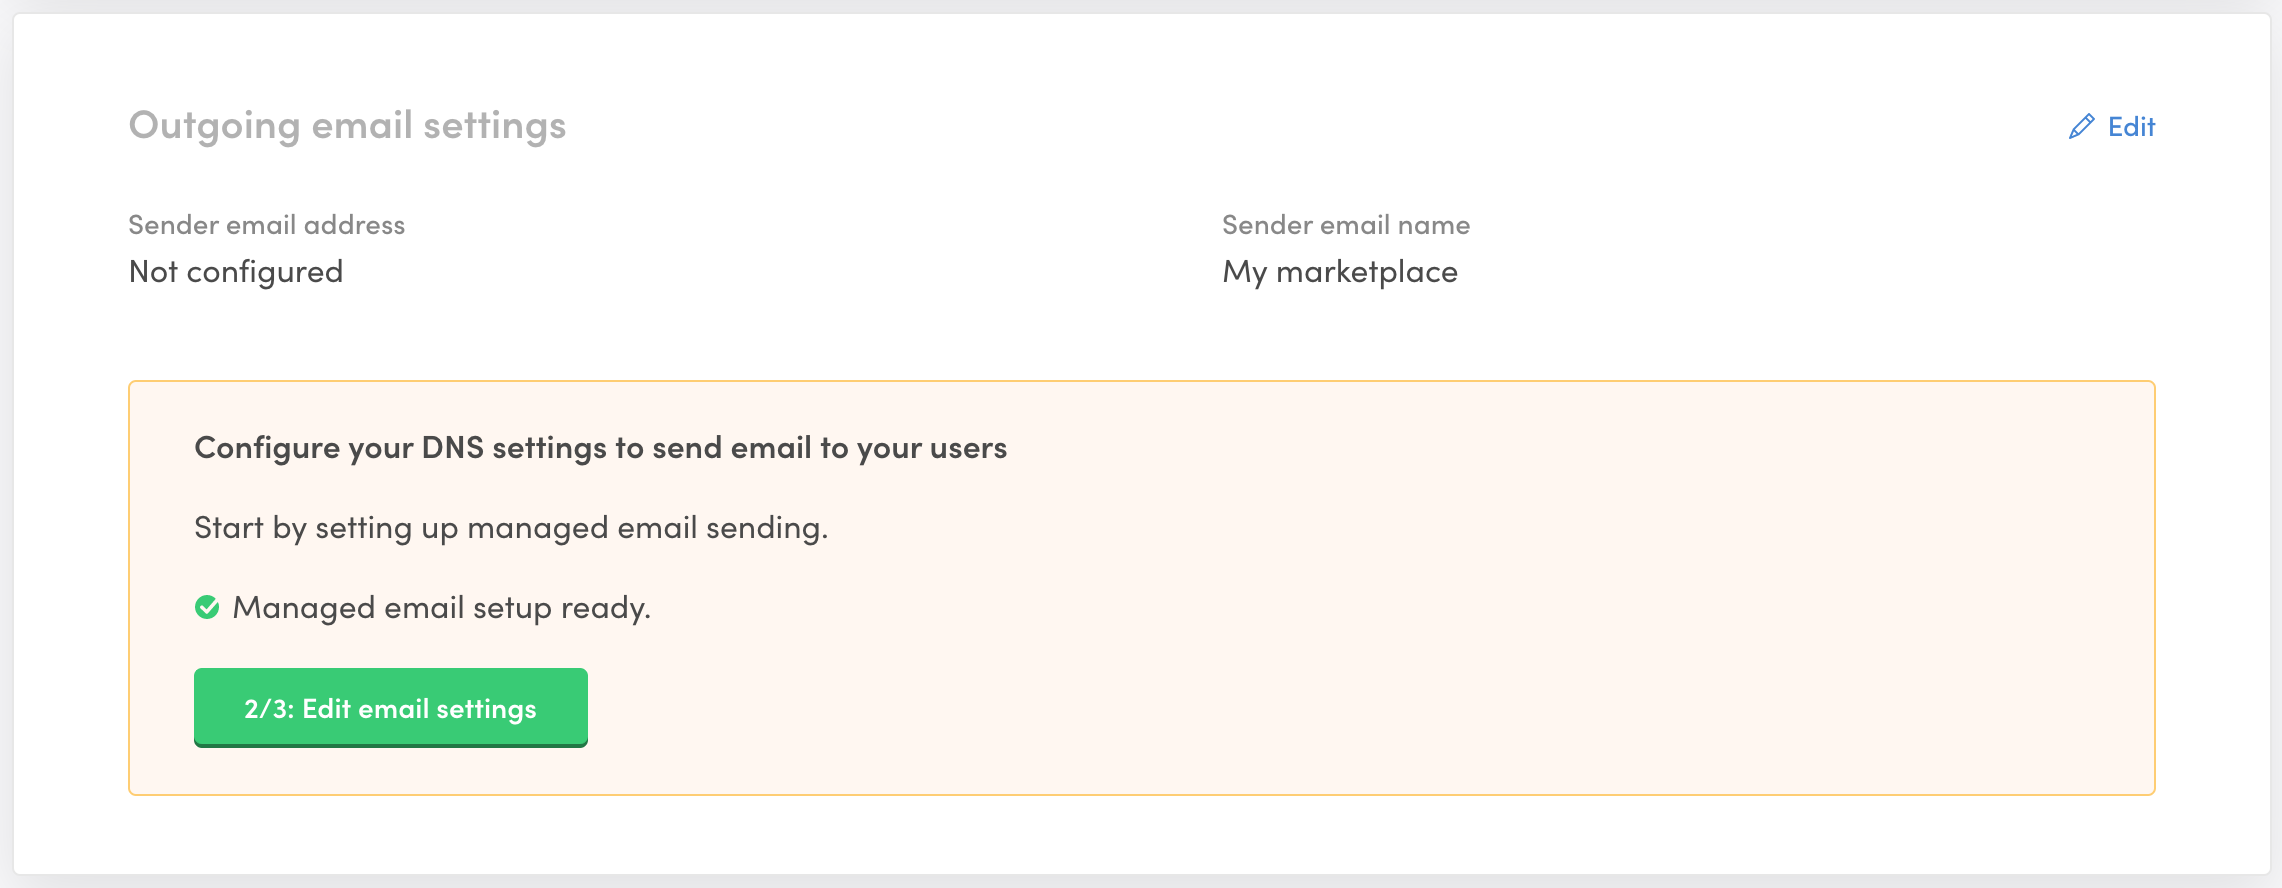 Outgoing email settings
Edit
Sender email address
Sender email name
Not configured
My marketplace
Configure your DNS settings to send email to your users
Start by setting up managed email sending.
Managed email setup ready.
2/3: Edit email settings